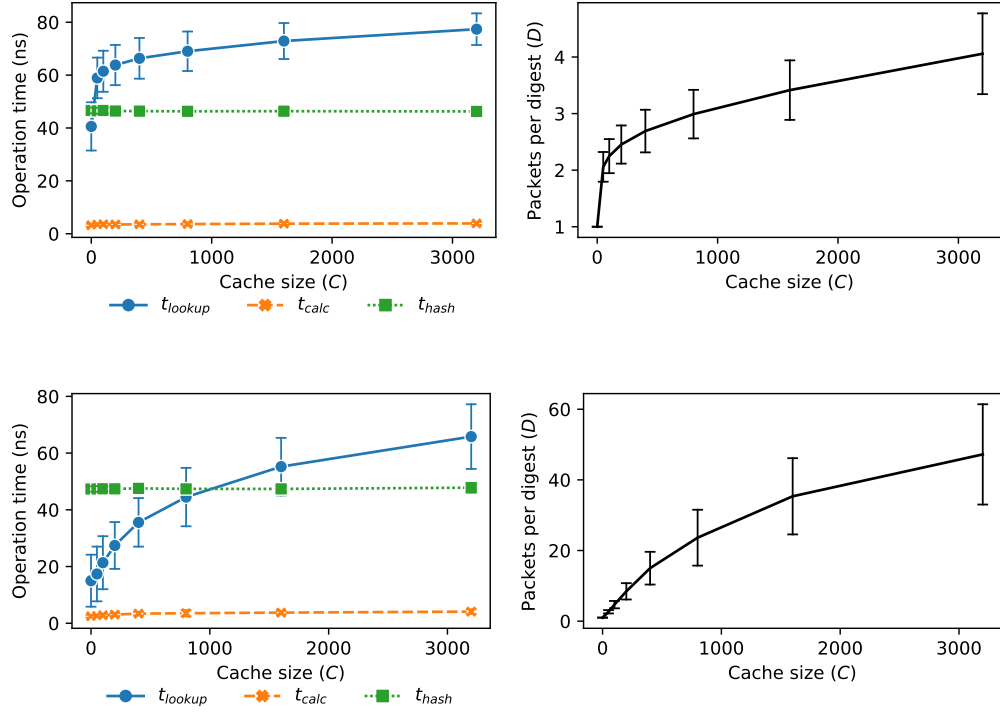 Operation time (ns)
80
60
40
20
0
0 1000 2000 3000
Cache size (C)
t_lookup t_calc t_hash
Packets per digest (D)
4
3
2
1
0 1000 2000 3000
Cache size (C)
Operation time (ns)
80
60
40
20
0
0 1000 2000 3000
Cache size (C)
t_lookup t_calc t_hash
Packets per digest (D)
60
40
20
0
0 1000 2000 3000
Cache size (C)